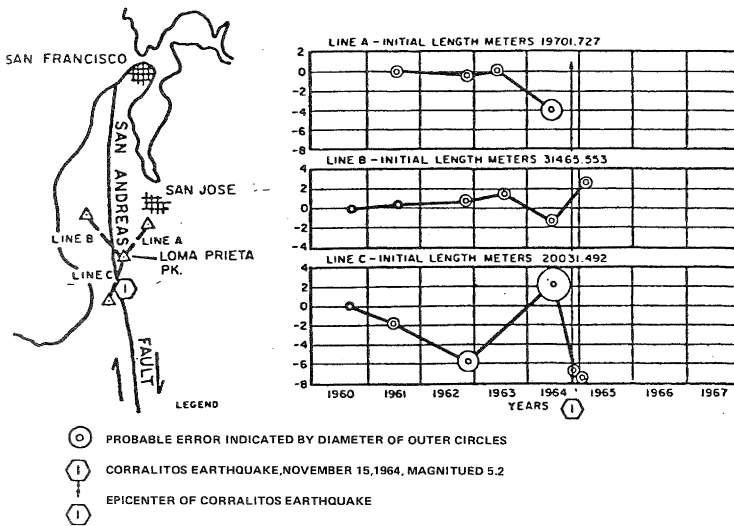 SAN FRANCISCO
SAN ANDREAS
SAN JOSE
LINE B
LINE A
LOMA PRIETA
PK.
LINE C
1
FAULT
LEGEND
LINE A - INITIAL LENGTH METERS 19701.727
2
0
-2
-4
-6
-8
LINE B - INITIAL LENGTH METERS 31465.553
4
2
0
-2
-4
LINE C - INITIAL LENGTH METERS 20031.492
4
2
0
-2
-4
-6
-8
1960 1961 1962 1963 1964 1965 1966 1967
YEARS 1
PROBABLE ERROR INDICATED BY DIAMETER OF OUTER CIRCLES
1 CORRALITOS EARTHQUAKE,NOVEMBER 15,1964, MAGNITUED 5.2
1 EPICENTER OF CORRALITOS EARTHQUAKE